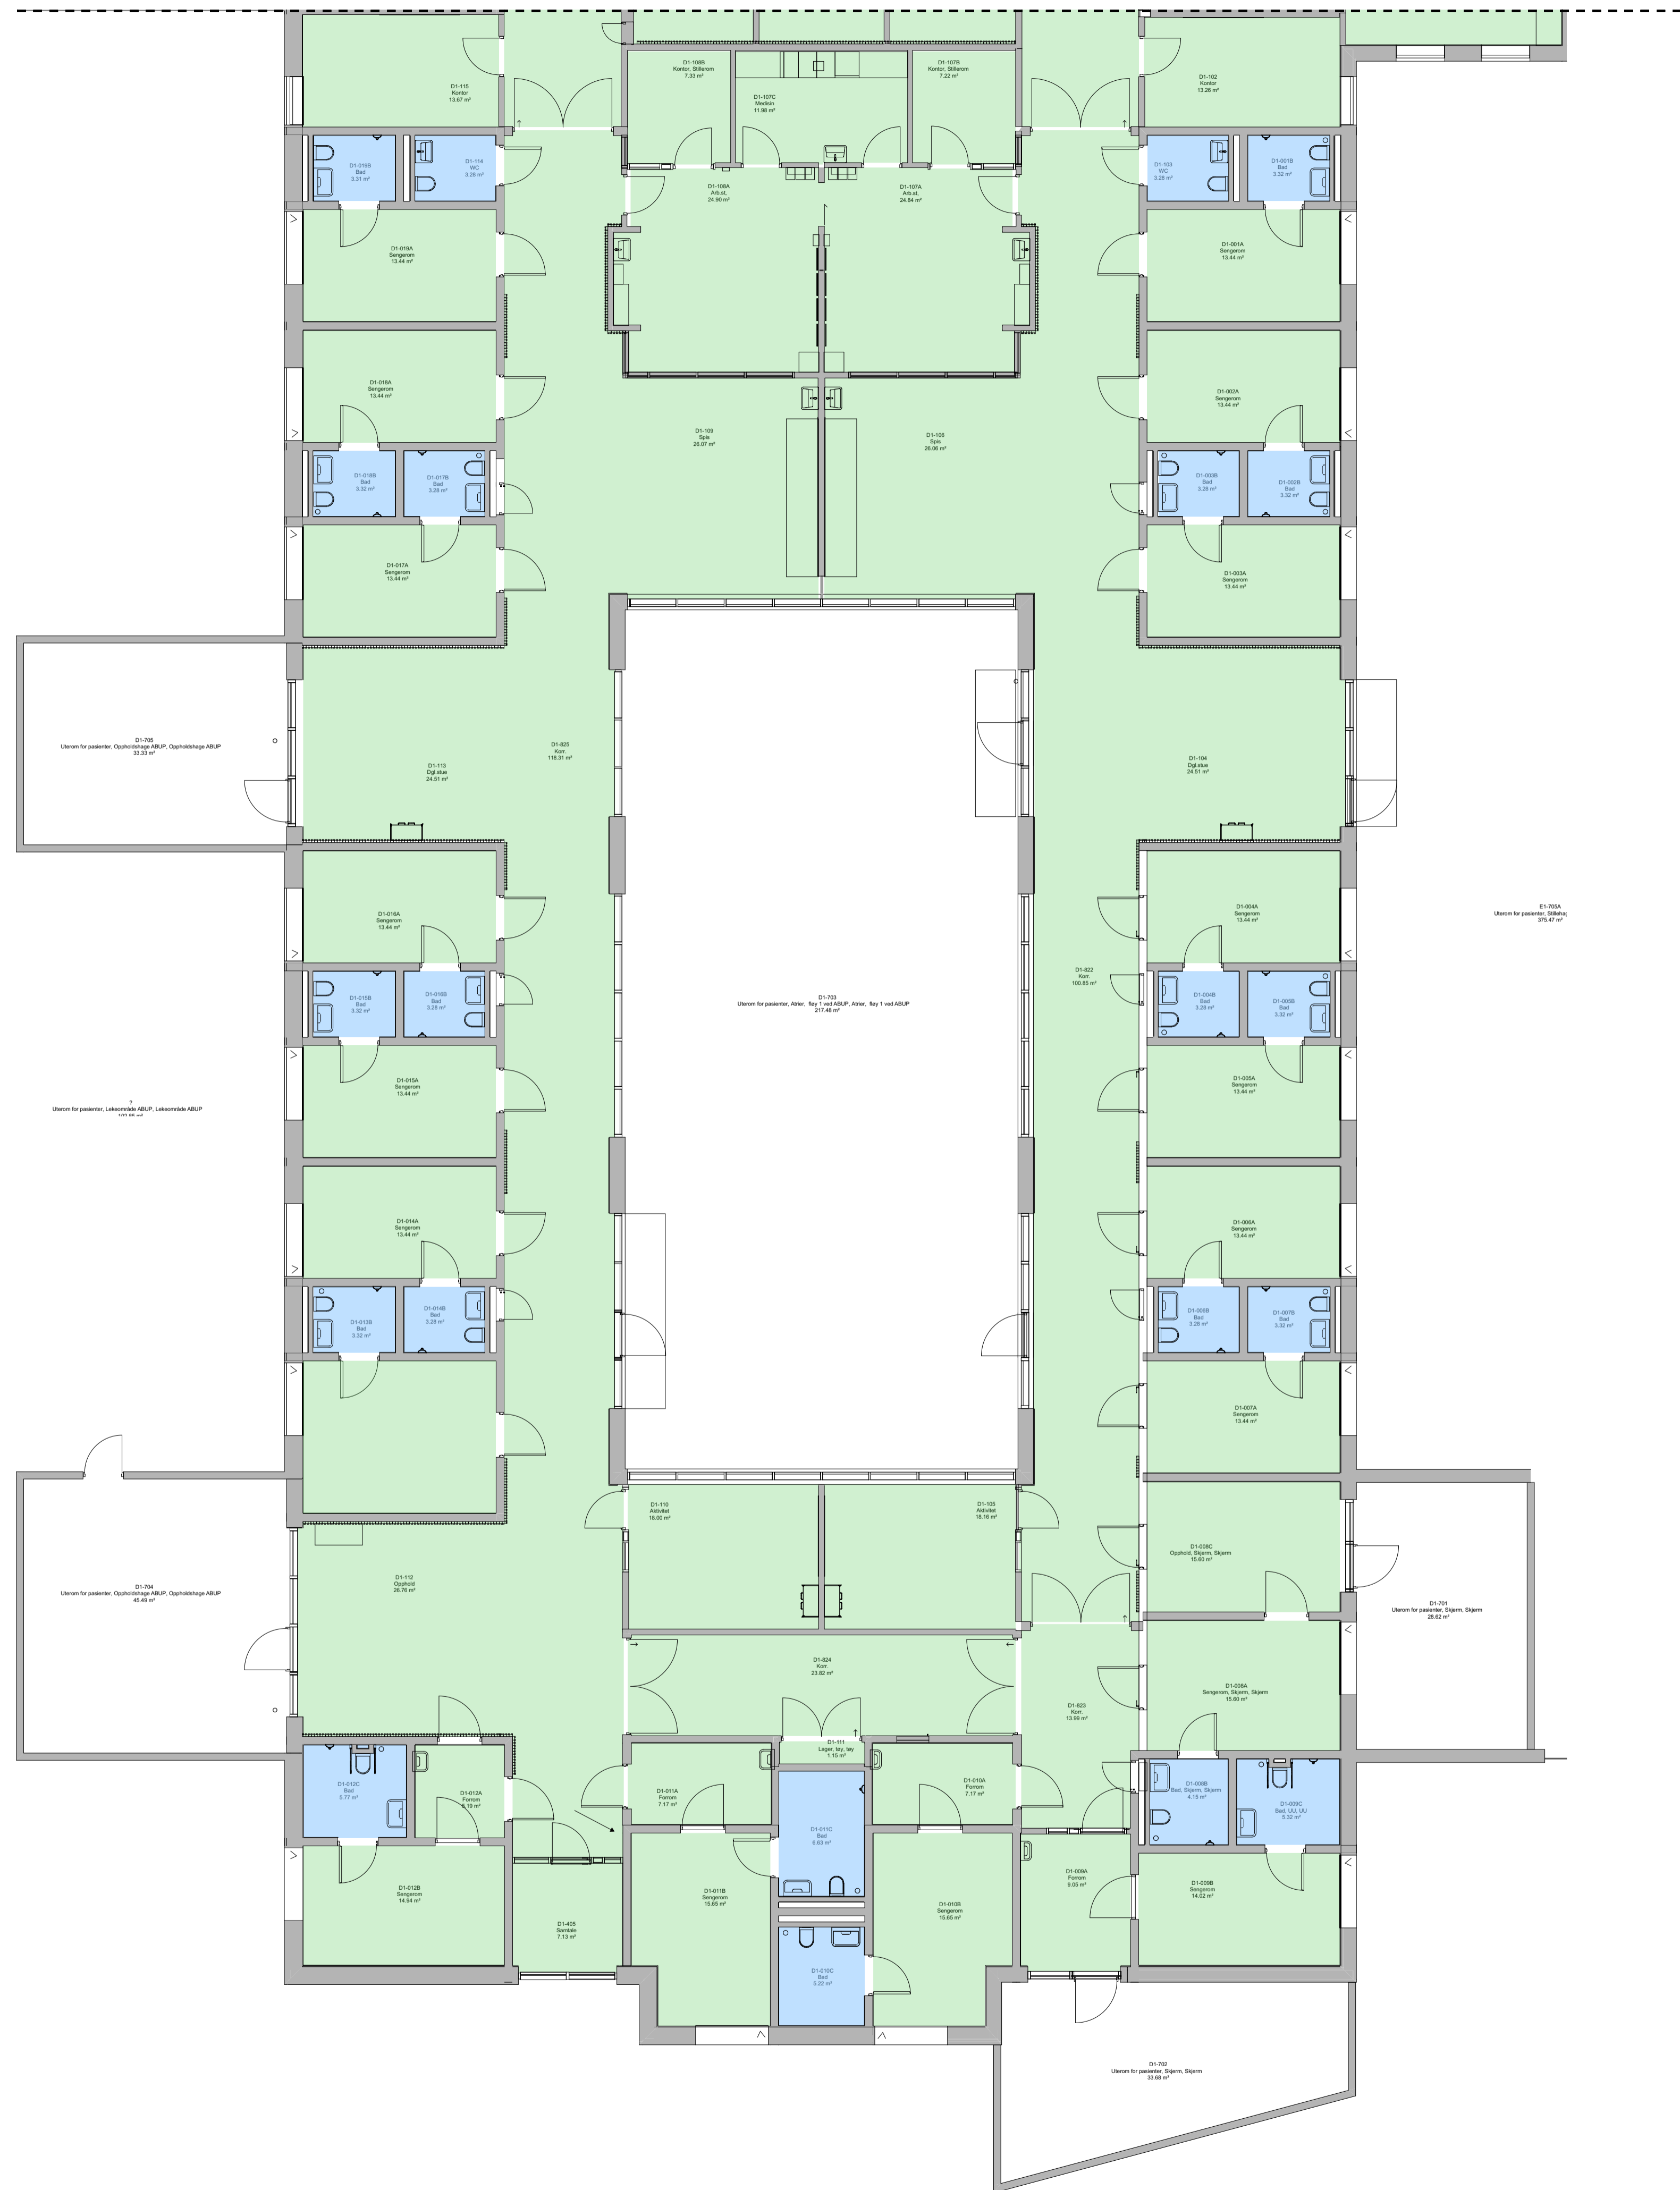 D1-115
Kontor
13.67 m²
D1-108B
Kontor, Stillerom
7.33 m²
D1-107C
Medisin
11.98 m²
D1-107B
Kontor, Stillerom
7.22 m²
D1-102
Kontor
13.26 m²
D1-019B
Bad
3.31 m²
D1-114
WC
3.28 m²
D1-108A
Arb.st,
24.90 m²
D1-107A
Arb.st,
24.84 m²
D1-103
WC
3.28 m²
D1-001B
Bad
3.32 m²
D1-019A
Sengerom
13.44 m²
D1-001A
Sengerom
13.44 m²
D1-018A
Sengerom
13.44 m²
D1-002A
Sengerom
13.44 m²
D1-109
Spis
26.07 m²
D1-106
Spis
26.06 m²
D1-018B
Bad
3.32 m²
D1-017B
Bad
3.28 m²
D1-003B
Bad
3.28 m²
D1-002B
Bad
3.32 m²
D1-017A
Sengerom
13.44 m²
D1-003A
Sengerom
13.44 m²
D1-705
Uterom for pasienter, Oppholdshage ABUP, Oppholdshage ABUP
33.33 m²
D1-825
Korr.
118.31 m²
D1-113
Dgl.stue
24.51 m²
D1-104
Dgl.stue
24.51 m²
D1-016A
Sengerom
13.44 m²
D1-004A
Sengerom
13.44 m²
E1-705A
Uterom for pasienter, Stilleha
375.47 m²
D1-822
Korr.
100.85 m²
D1-015B
Bad
3.32 m²
D1-016B
Bad
3.28 m²
D1-703
Uterom for pasienter, Atrier, fløy 1 ved ABUP, Atrier, fløy 1 ved ABUP
217.48 m²
D1-004B
Bad
3.28 m²
D1-005B
Bad
3.32 m²
?
Uterom for pasienter, Lekeområde ABUP, Lekeområde ABUP
D1-015A
Sengerom
13.44 m²
D1-005A
Sengerom
13.44 m²
D1-014A
Sengerom
13.44 m²
D1-006A
Sengerom
13.44 m²
D1-013B
Bad
3.32 m²
D1-014B
Bad
3.28 m²
D1-006B
Bad
3.28 m²
D1-007B
Bad
3.32 m²
D1-007A
Sengerom
13.44 m²
D1-110
Aktivitet
18.00 m²
D1-105
Aktivitet
18.16 m²
D1-008C
Opphold, Skjerm, Skjerm
15.60 m²
D1-704
Uterom for pasienter, Oppholdshage ABUP, Oppholdshage ABUP
45.49 m²
D1-112
Opphold
26.76 m²
D1-701
Uterom for pasienter, Skjerm, Skjerm
28.62 m²
D1-824
Korr.
23.82 m²
D1-008A
Sengerom, Skjerm, Skjerm
15.60 m²
D1-823
Korr.
13.99 m²
D1-111
Lager, tøy, tøy
1.15 m²
D1-012C
Bad
5.77 m²
D1-012A
Forrom
5.19 m²
D1-011A
Forrom
7.17 m²
D1-010A
Forrom
7.17 m²
D1-008B
Bad, Skjerm, Skjerm
4.15 m²
D1-009C
Bad, UU, UU
5.32 m²
D1-011C
Bad
6.63 m²
D1-012B
Sengerom
14.94 m²
D1-011B
Sengerom
15.65 m²
D1-010B
Sengerom
15.65 m²
D1-009A
Forrom
9.05 m²
D1-009B
Sengerom
14.02 m²
D1-405
Samtale
7.13 m²
D1-010C
Bad
5.22 m²
D1-702
Uterom for pasienter, Skjerm, Skjerm
33.68 m²